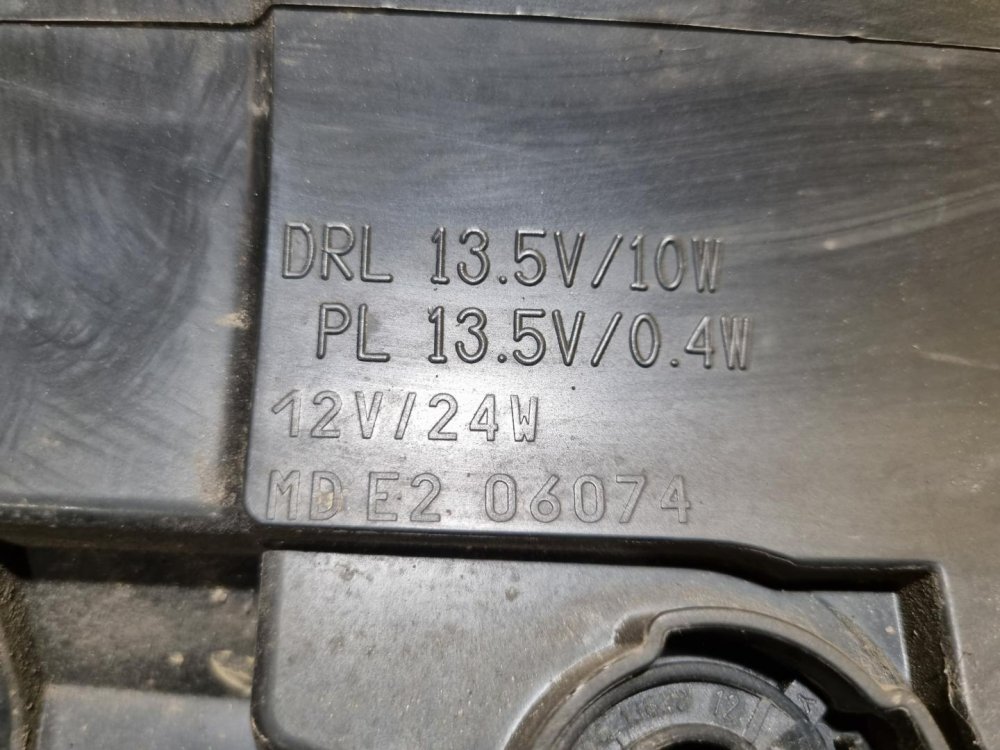 DRL 13.5V/10W
PL 13.5V/0.4W
12V/24W
MD E2 06074